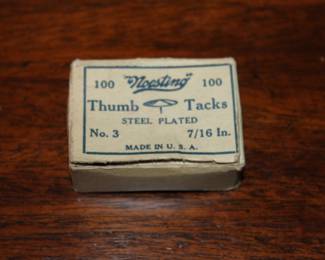 100 "Noesting" 100
Thumb Tacks
STEEL PLATED
No. 3 7/16 In.
MADE IN U. S. A.